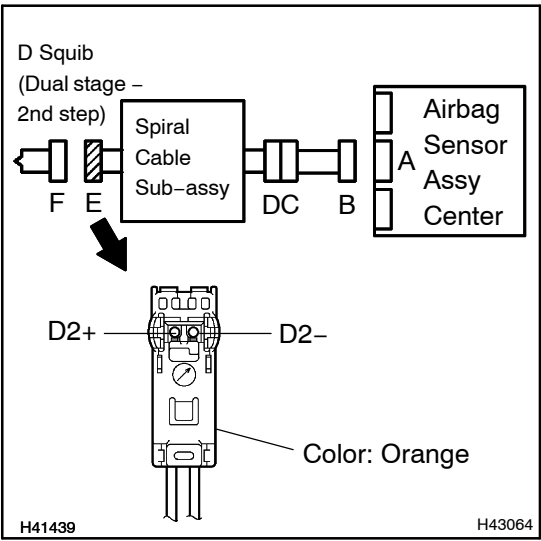 D Squib
(Dual stage –
2nd step)
Spiral
Cable
Sub–assy
Airbag
Sensor
Assy
Center
A
F
E
DC
B
D2+
D2–
Color: Orange
H41439
H43064